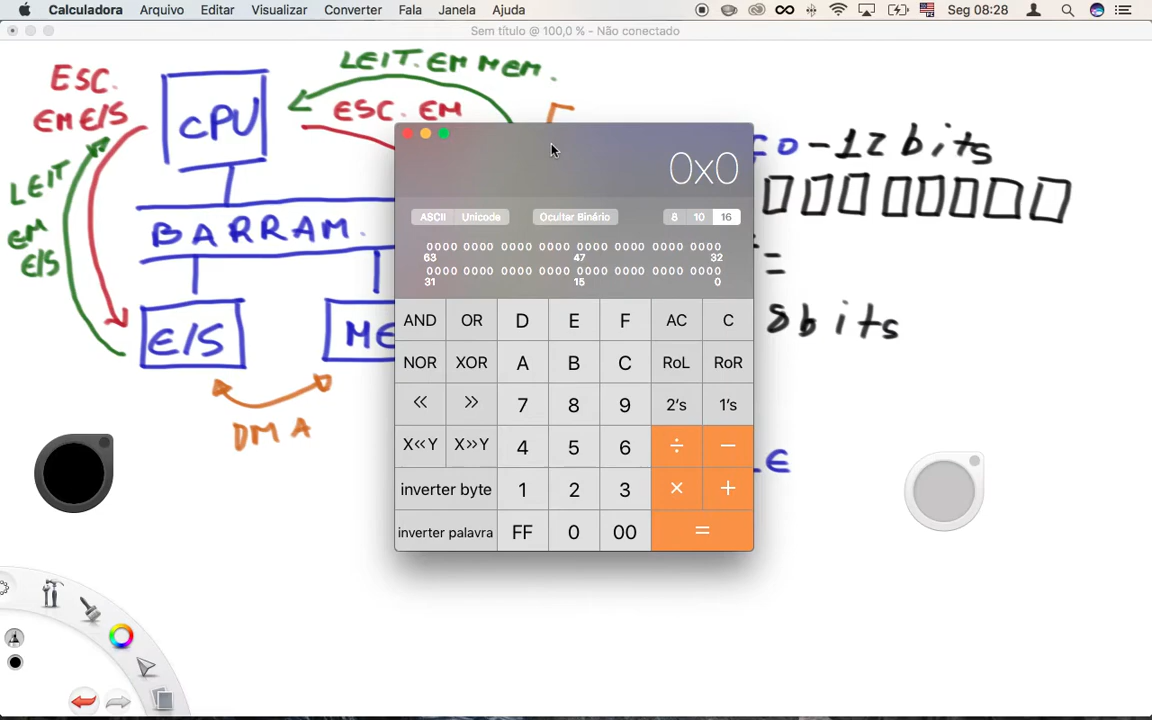 Calculadora Arquivo Editar Visualizar Converter Fala Janela Ajuda Seg 08:28
Sem título @ 100,0 % - Não conectado
ESC.
EM E/S
CPU
LEIT. EM MEM.
ESC. EM
LEIT
EM
E/S
BARRAM.
E/S
ME
DMA
ÇO - 12 bits
=
8 bits
LE
0x0
ASCII Unicode Ocultar Binário 8 10 16
0000 0000 0000 0000 0000 0000 0000 0000
63 47 32
0000 0000 0000 0000 0000 0000 0000 0000
31 15 0
AND OR D E F AC C
NOR XOR A B C RoL RoR
<< >> 7 8 9 2's 1's
X<<Y X>>Y 4 5 6 ÷ −
inverter byte 1 2 3 × +
inverter palavra FF 0 00 =